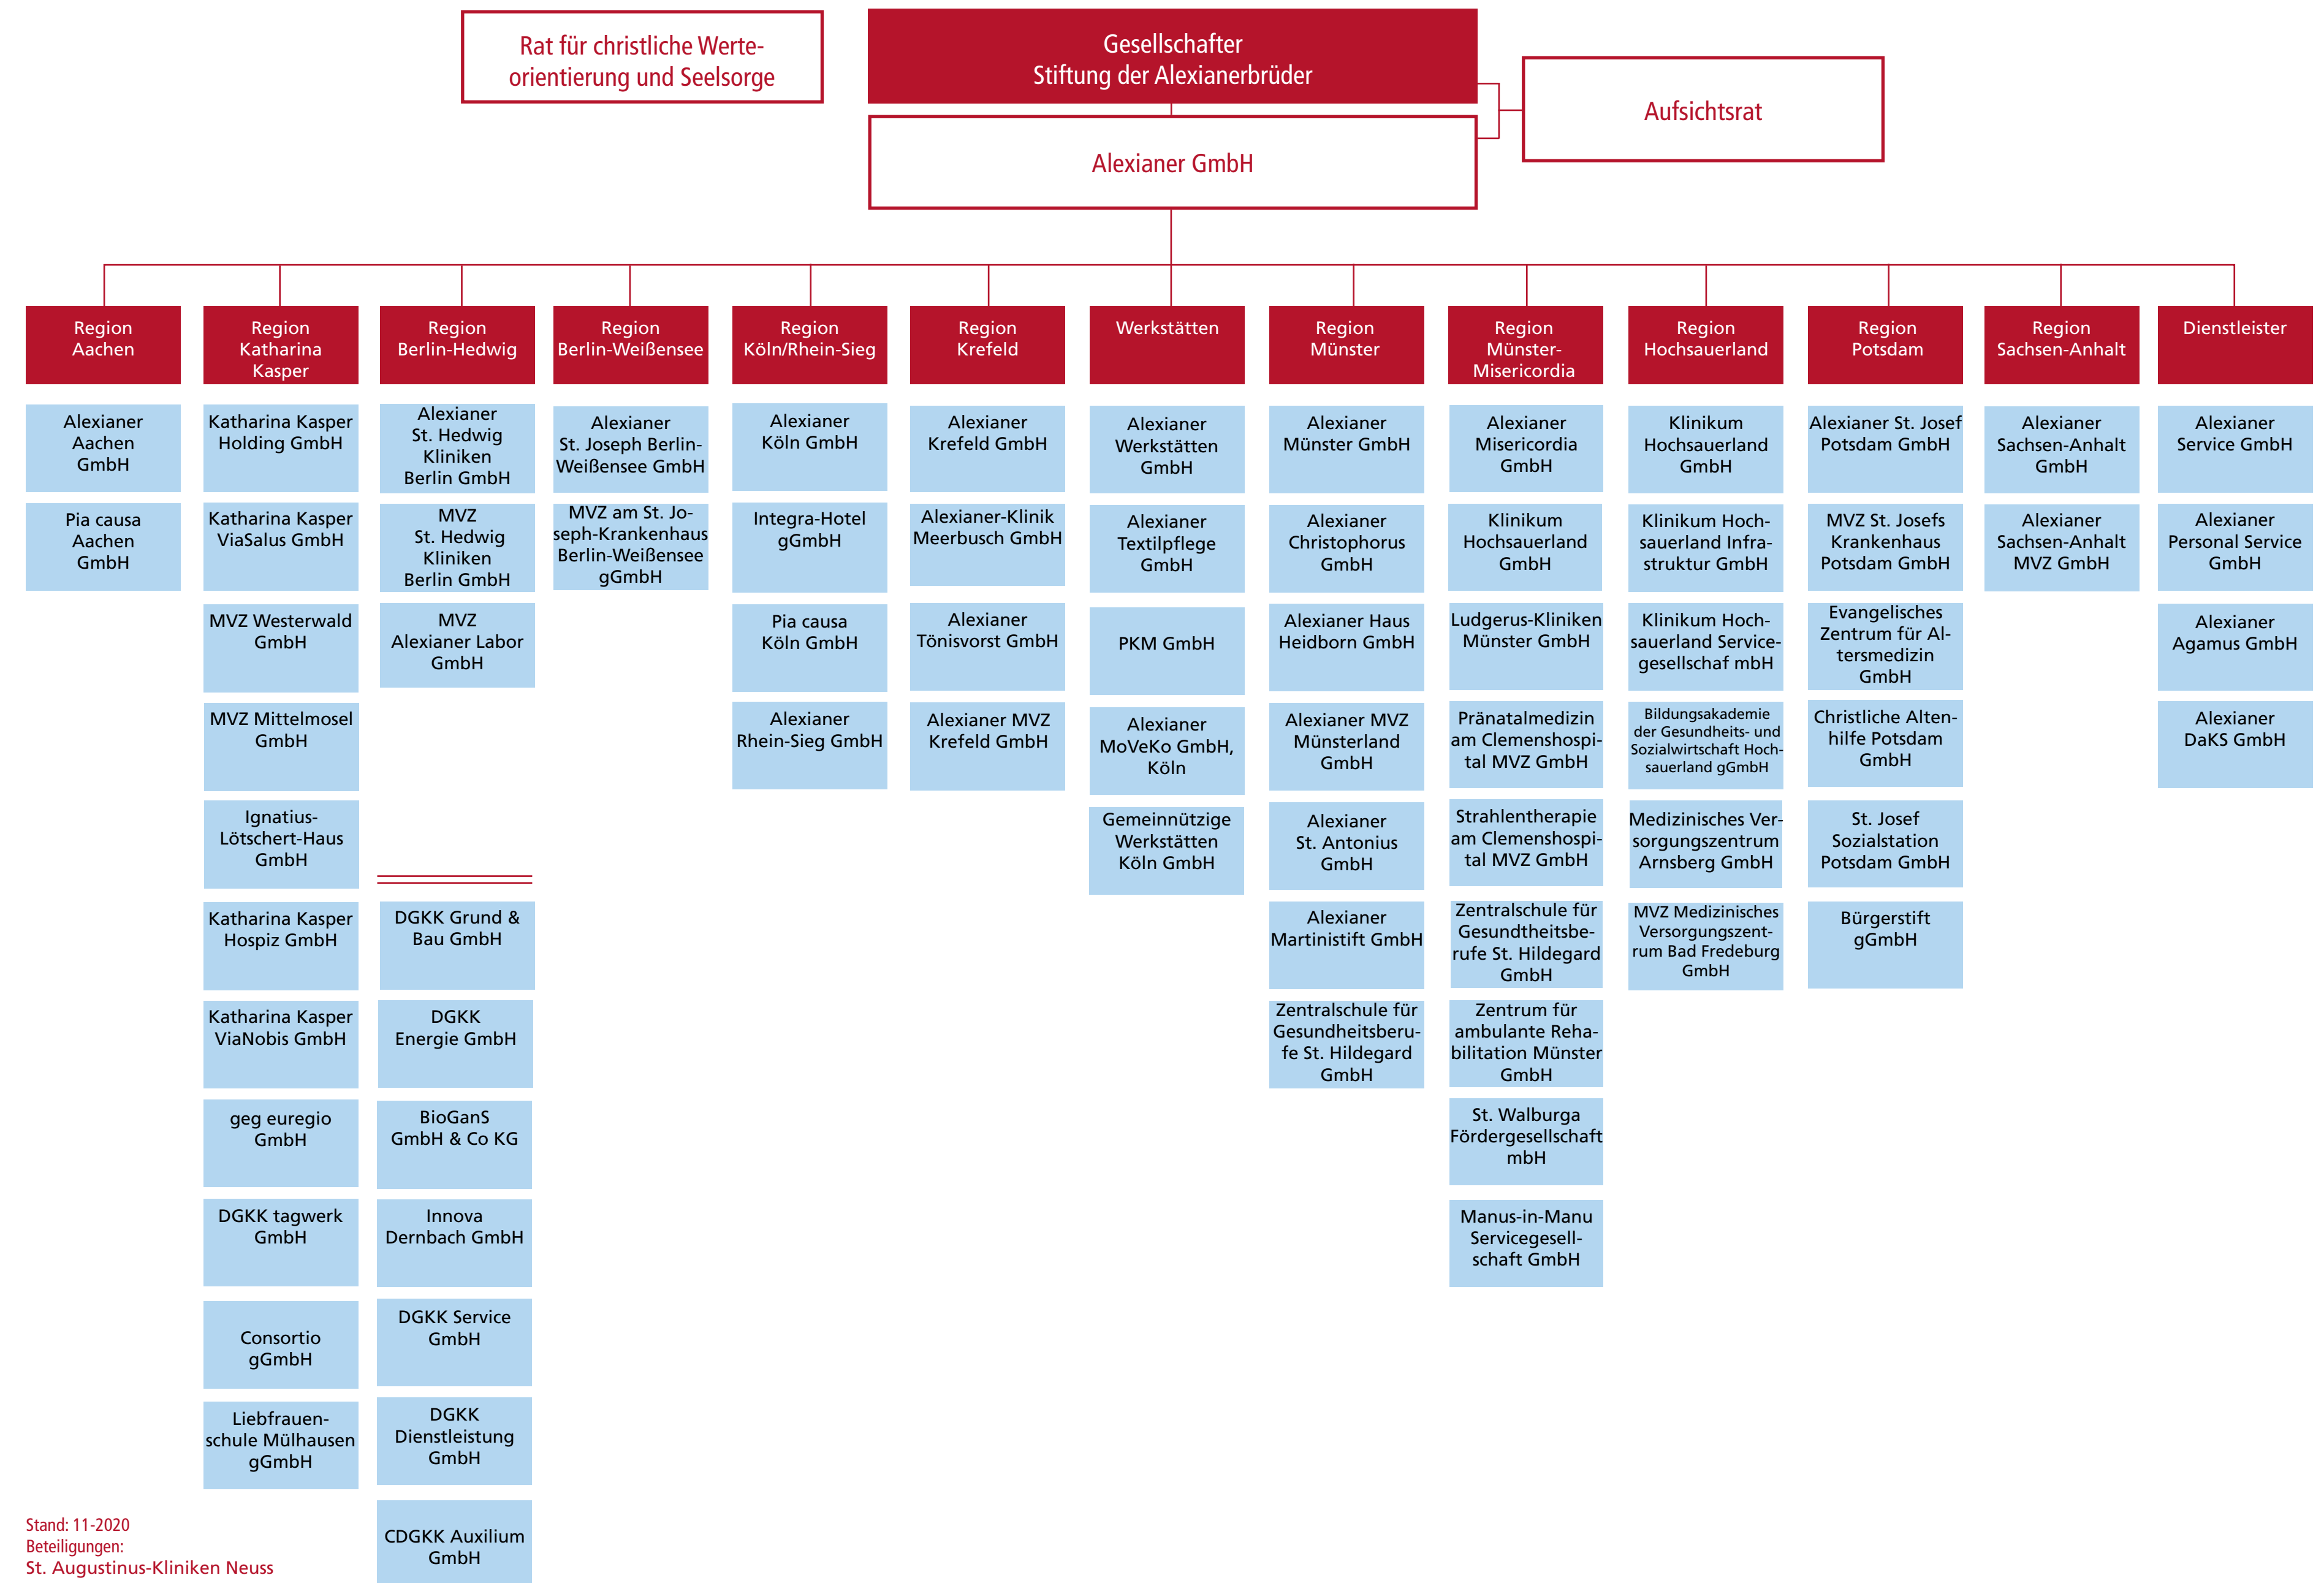 Rat für christliche Werte-
orientierung und Seelsorge
Gesellschafter
Stiftung der Alexianerbrüder
Aufsichtsrat
Alexianer GmbH
Region
Aachen
Region
Katharina
Kasper
Region
Berlin-Hedwig
Region
Berlin-Weißensee
Region
Köln/Rhein-Sieg
Region
Krefeld
Werkstätten
Region
Münster
Region
Münster-
Misericordia
Region
Hochsauerland
Region
Potsdam
Region
Sachsen-Anhalt
Dienstleister
Alexianer
Aachen
GmbH
Pia causa
Aachen
GmbH
Katharina Kasper
Holding GmbH
Katharina Kasper
ViaSalus GmbH
MVZ Westerwald
GmbH
MVZ Mittelmosel
GmbH
Ignatius-
Lötschert-Haus
GmbH
Katharina Kasper
Hospiz GmbH
Katharina Kasper
ViaNobis GmbH
geg euregio
GmbH
DGKK tagwerk
GmbH
Consortio
gGmbH
Liebfrauen-
schule Mülhausen
gGmbH
Alexianer
St. Hedwig
Kliniken
Berlin GmbH
MVZ
St. Hedwig
Kliniken
Berlin GmbH
MVZ
Alexianer Labor
GmbH
DGKK Grund &
Bau GmbH
DGKK
Energie GmbH
BioGanS
GmbH & Co KG
Innova
Dernbach GmbH
DGKK Service
GmbH
DGKK
Dienstleistung
GmbH
CDGKK Auxilium
GmbH
Alexianer
St. Joseph Berlin-
Weißensee GmbH
MVZ am St. Jo-
seph-Krankenhaus
Berlin-Weißensee
gGmbH
Alexianer
Köln GmbH
Integra-Hotel
gGmbH
Pia causa
Köln GmbH
Alexianer
Rhein-Sieg GmbH
Alexianer
Krefeld GmbH
Alexianer-Klinik
Meerbusch GmbH
Alexianer
Tönisvorst GmbH
Alexianer MVZ
Krefeld GmbH
Alexianer
Werkstätten
GmbH
Alexianer
Textilpflege
GmbH
PKM GmbH
Alexianer
MoVeKo GmbH,
Köln
Gemeinnützige
Werkstätten
Köln GmbH
Alexianer
Münster GmbH
Alexianer
Christophorus
GmbH
Alexianer Haus
Heidborn GmbH
Alexianer MVZ
Münsterland
GmbH
Alexianer
St. Antonius
GmbH
Alexianer
Martinistift GmbH
Zentralschule für
Gesundheitsberu-
fe St. Hildegard
GmbH
Alexianer
Misericordia
GmbH
Klinikum
Hochsauerland
GmbH
Ludgerus-Kliniken
Münster GmbH
Pränatalmedizin
am Clemenshospi-
tal MVZ GmbH
Strahlentherapie
am Clemenshospi-
tal MVZ GmbH
Zentralschule für
Gesundtheitsbe-
rufe St. Hildegard
GmbH
Zentrum für
ambulante Reha-
bilitation Münster
GmbH
St. Walburga
Fördergesellschaft
mbH
Manus-in-Manu
Servicegesell-
schaft GmbH
Klinikum
Hochsauerland
GmbH
Klinikum Hoch-
sauerland Infra-
struktur GmbH
Klinikum Hoch-
sauerland Service-
gesellschaf mbH
Bildungsakademie
der Gesundheits- und
Sozialwirtschaft Hoch-
sauerland gGmbH
Medizinisches Ver-
sorgungszentrum
Arnsberg GmbH
MVZ Medizinisches
Versorgungszent-
rum Bad Fredeburg
GmbH
Alexianer St. Josef
Potsdam GmbH
MVZ St. Josefs
Krankenhaus
Potsdam GmbH
Evangelisches
Zentrum für Al-
tersmedizin
GmbH
Christliche Alten-
hilfe Potsdam
GmbH
St. Josef
Sozialstation
Potsdam GmbH
Bürgerstift
gGmbH
Alexianer
Sachsen-Anhalt
GmbH
Alexianer
Sachsen-Anhalt
MVZ GmbH
Alexianer
Service GmbH
Alexianer
Personal Service
GmbH
Alexianer
Agamus GmbH
Alexianer
DaKS GmbH
Stand: 11-2020
Beteiligungen:
St. Augustinus-Kliniken Neuss